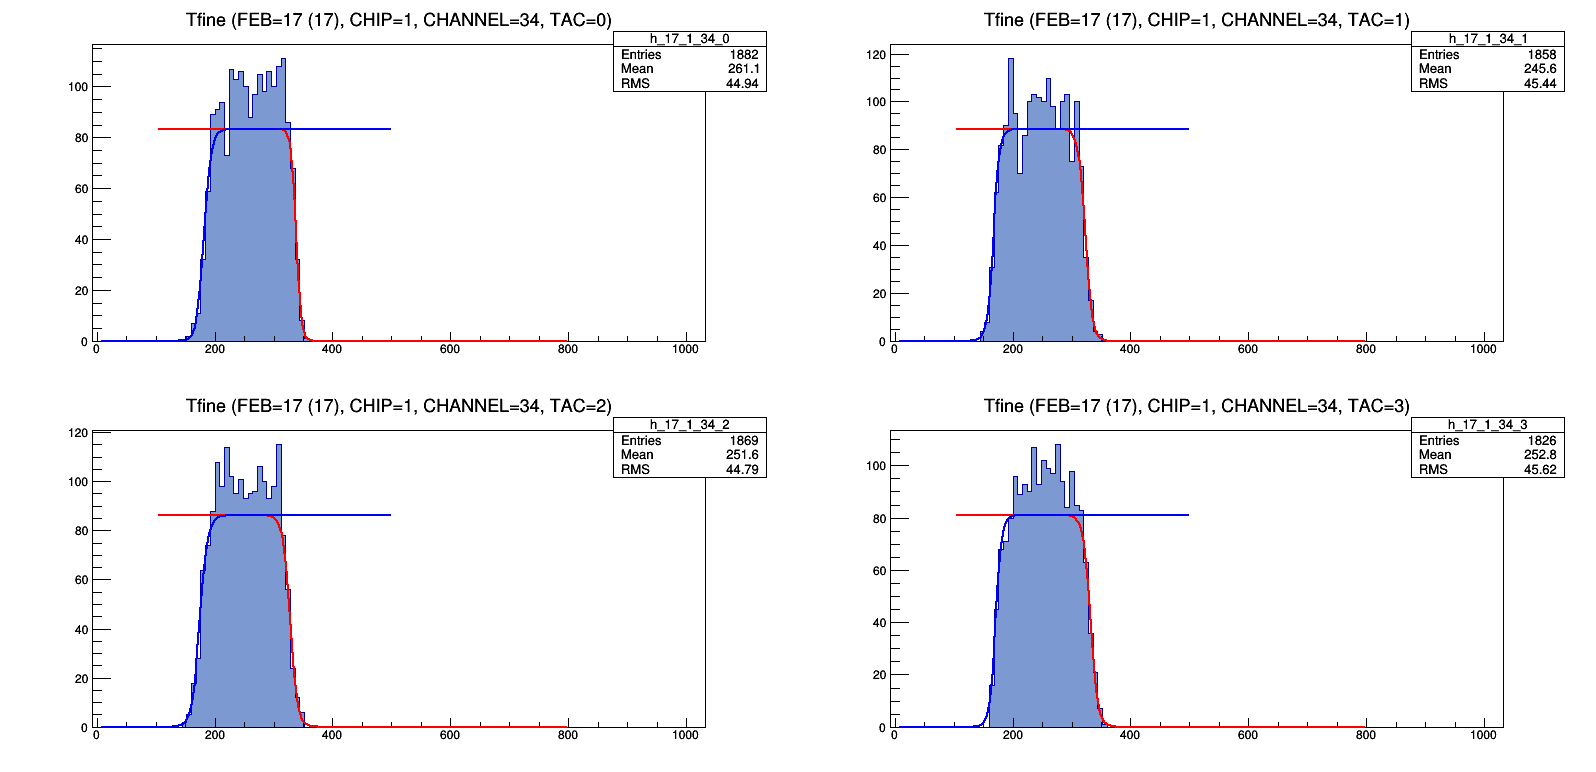 Tfine (FEB=17 (17), CHIP=1, CHANNEL=34, TAC=0)
h_17_1_34_0
Entries 1882
Mean 261.1
RMS 44.94
100
80
60
40
20
0
0 200 400 600 800 1000
Tfine (FEB=17 (17), CHIP=1, CHANNEL=34, TAC=1)
h_17_1_34_1
Entries 1858
Mean 245.6
RMS 45.44
120
100
80
60
40
20
0
0 200 400 600 800 1000
Tfine (FEB=17 (17), CHIP=1, CHANNEL=34, TAC=2)
h_17_1_34_2
Entries 1869
Mean 251.6
RMS 44.79
120
100
80
60
40
20
0
0 200 400 600 800 1000
Tfine (FEB=17 (17), CHIP=1, CHANNEL=34, TAC=3)
h_17_1_34_3
Entries 1826
Mean 252.8
RMS 45.62
100
80
60
40
20
0
0 200 400 600 800 1000